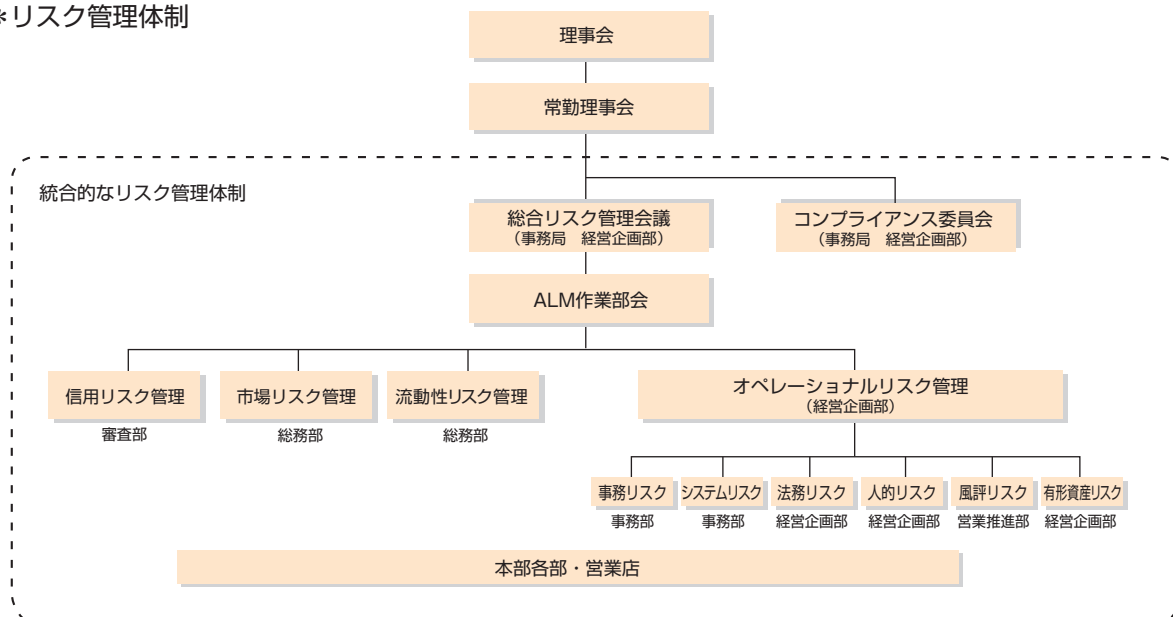 *リスク管理体制
理事会
常勤理事会
統合的なリスク管理体制
総合リスク管理会議
（事務局　経営企画部）
コンプライアンス委員会
（事務局　経営企画部）
ALM作業部会
信用リスク管理
審査部
市場リスク管理
総務部
流動性リスク管理
総務部
オペレーショナルリスク管理
（経営企画部）
事務リスク
事務部
システムリスク
事務部
法務リスク
経営企画部
人的リスク
経営企画部
風評リスク
営業推進部
有形資産リスク
経営企画部
本部各部・営業店